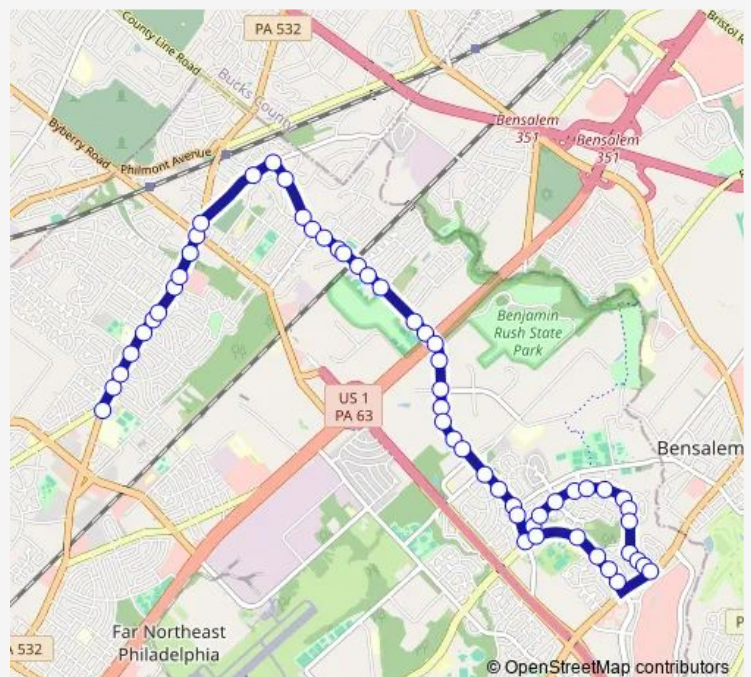 PA 532
County Line Road
Bucks County
Bristol R
Bensalem
351
Bensalem
351
Byberry Road
Philmont Avenue
Benjamin
Rush State
Park
US 1
PA 63
Bensalem
Far Northeast
Philadelphia
532
P
© OpenStreetMap contributors